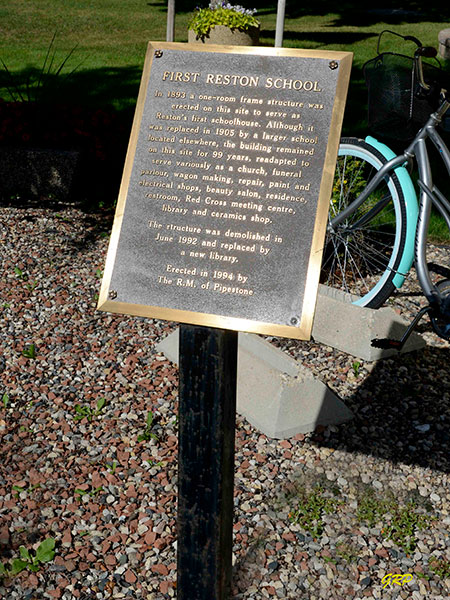 FIRST RESTON SCHOOL
In 1893 a one-room frame structure was
erected on this site to serve as
Reston's first schoolhouse. Although it
was replaced in 1905 by a larger school
located elsewhere, the building remained
on this site for 99 years, readapted to
serve variously as a church, funeral
parlour, wagon making, repair, paint and
electrical shops, beauty salon, residence,
restroom, Red Cross meeting centre,
library and ceramics shop.
The structure was demolished in
June 1992 and replaced by
a new library.
Erected in 1994 by
The R.M. of Pipestone
GRP